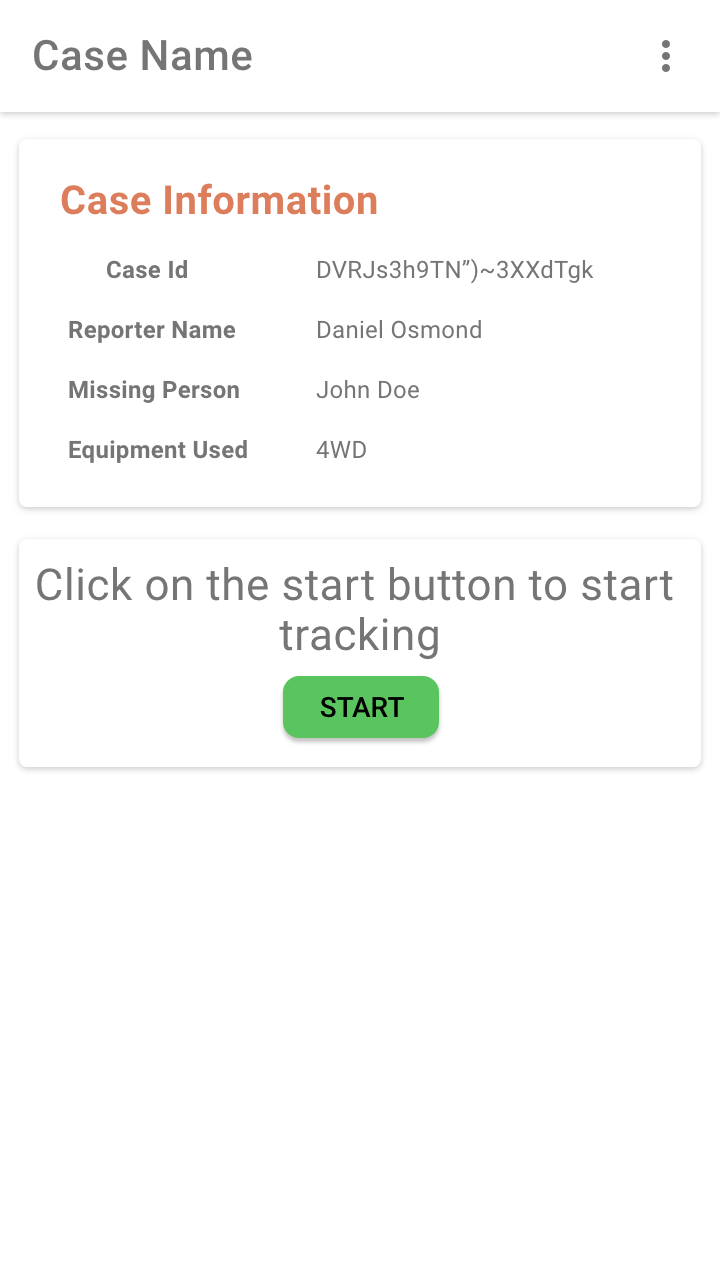 Case Name
Case Information
Case Id DVRJs3h9TN”)~3XXdTgk
Reporter Name Daniel Osmond
Missing Person John Doe
Equipment Used 4WD
Click on the start button to start
tracking
START